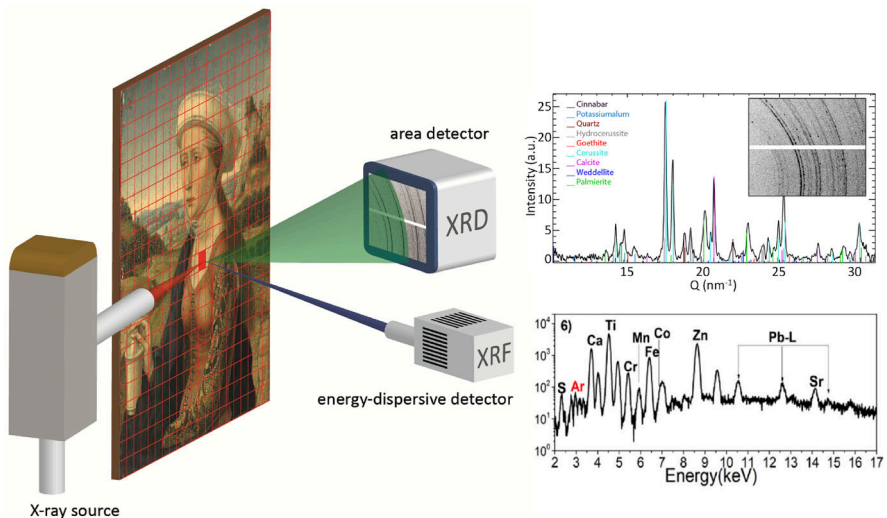 area detector
XRD
XRF
energy-dispersive detector
X-ray source
Intensity (a.u.)
25
20
15
10
5
0
Cinnabar
Potassiumalum
Quartz
Hydrocerussite
Goethite
Cerussite
Calcite
Weddellite
Palmierite
15 20 25 30
Q (nm⁻¹)
6)
10⁴
10³
10²
10¹
10⁰
S
Ar
Ca
Ti
Cr
Mn
Fe
Co
Zn
Pb-L
Sr
2 3 4 5 6 7 8 9 10 11 12 13 14 15 16 17
Energy(keV)